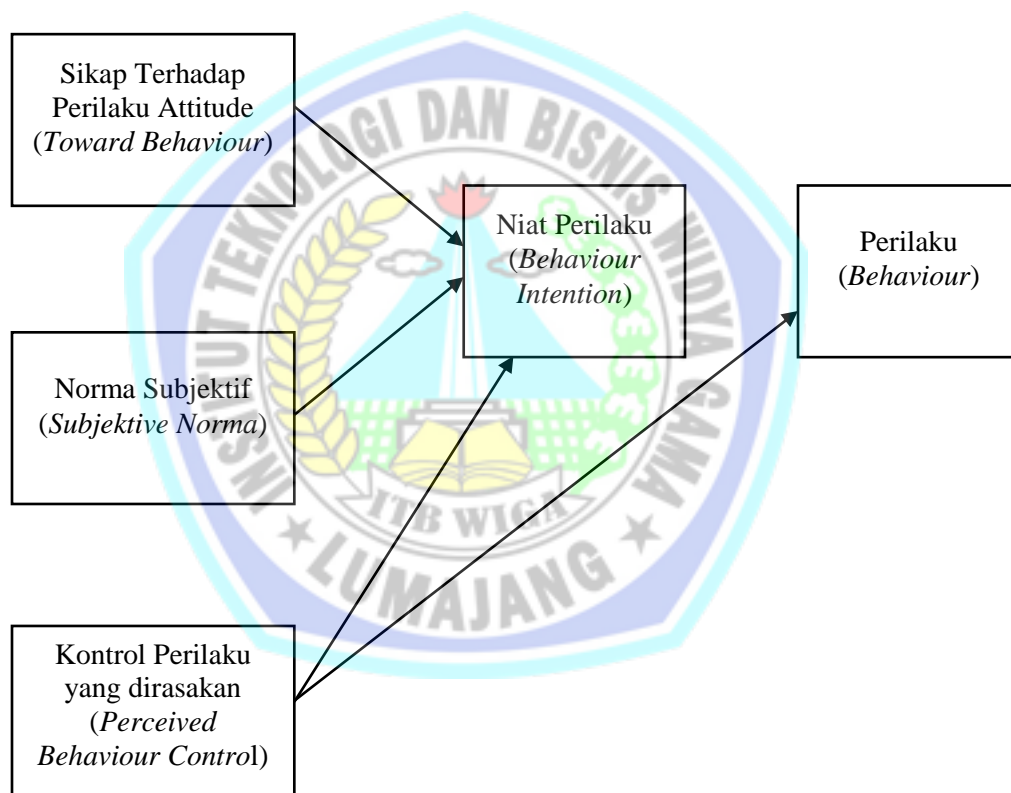 Sikap Terhadap
Perilaku Attitude
(Toward Behaviour)
Niat Perilaku
(Behaviour
Intention)
Perilaku
(Behaviour)
Norma Subjektif
(Subjektive Norma)
Kontrol Perilaku
yang dirasakan
(Perceived
Behaviour Control)
INSTITUT TEKNOLOGI DAN BISNIS WIDYA GAMA
ITB WIGA
LUMAJANG